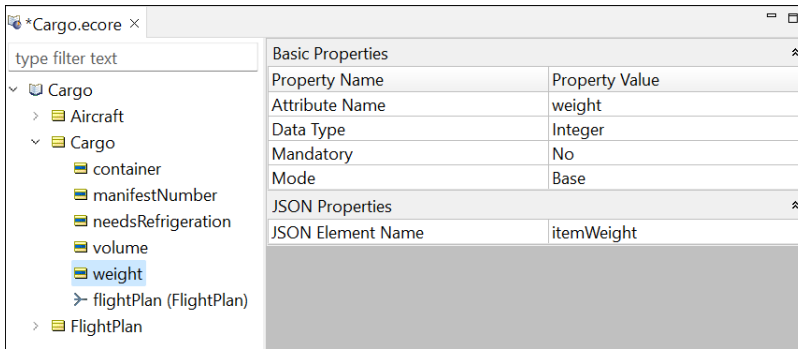 *Cargo.ecore
type filter text
Cargo
Aircraft
Cargo
container
manifestNumber
needsRefrigeration
volume
weight
flightPlan (FlightPlan)
FlightPlan
Basic Properties
Property Name Property Value
Attribute Name weight
Data Type Integer
Mandatory No
Mode Base
JSON Properties
JSON Element Name itemWeight